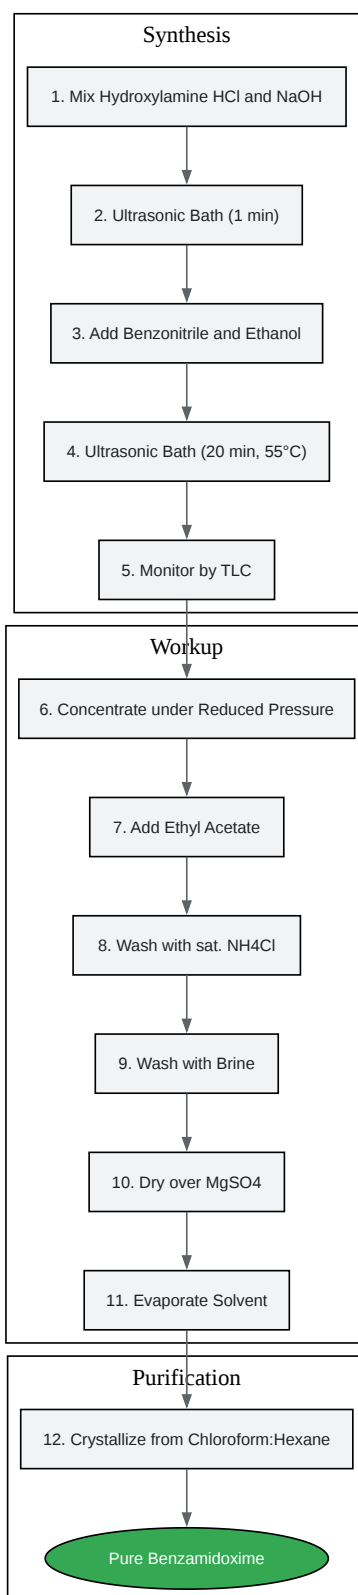 Synthesis
1. Mix Hydroxylamine HCl and NaOH
2. Ultrasonic Bath (1 min)
3. Add Benzonitrile and Ethanol
4. Ultrasonic Bath (20 min, 55°C)
5. Monitor by TLC
Workup
6. Concentrate under Reduced Pressure
7. Add Ethyl Acetate
8. Wash with sat. NH4Cl
9. Wash with Brine
10. Dry over MgSO4
11. Evaporate Solvent
Purification
12. Crystallize from Chloroform:Hexane
Pure Benzamidoxime